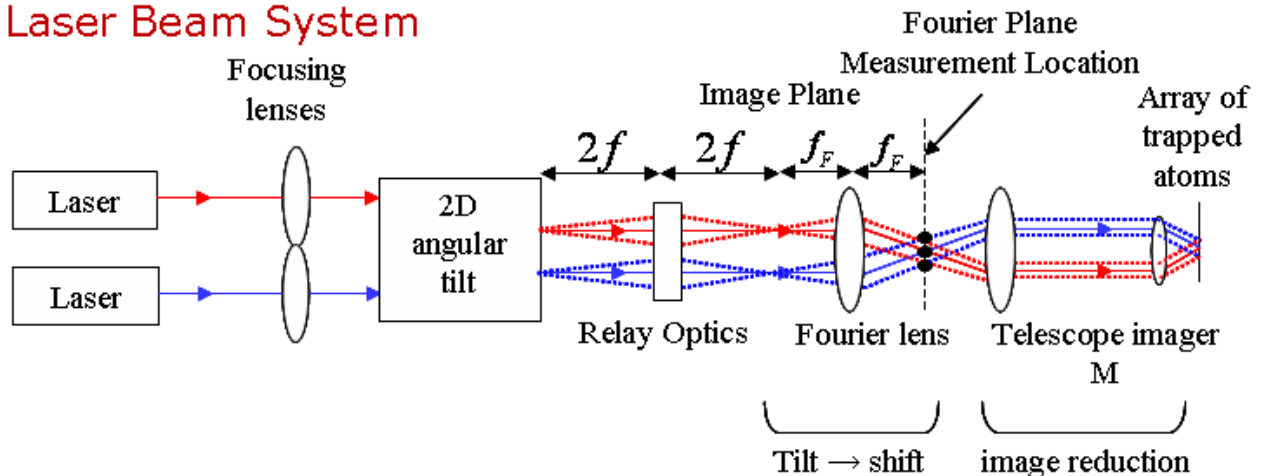 Laser Beam System
Focusing
lenses
Fourier Plane
Measurement Location
Image Plane
Array of
trapped
atoms
2f
2f
f_F
f_F
Laser
Laser
2D
angular
tilt
Relay Optics
Fourier lens
Telescope imager
M
Tilt → shift
image reduction